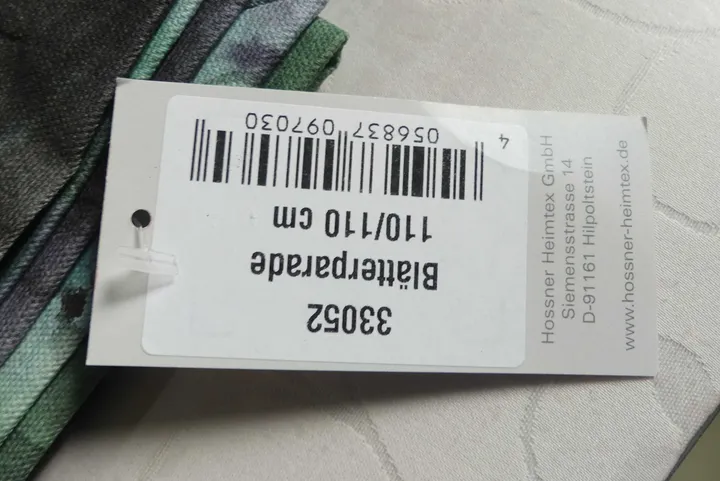 33052
Blätterparade
110/110 cm
4 056837 097030
Hossner Heimtex GmbH
Siemensstrasse 14
D-91161 Hilpoltstein
www.hossner-heimtex.de